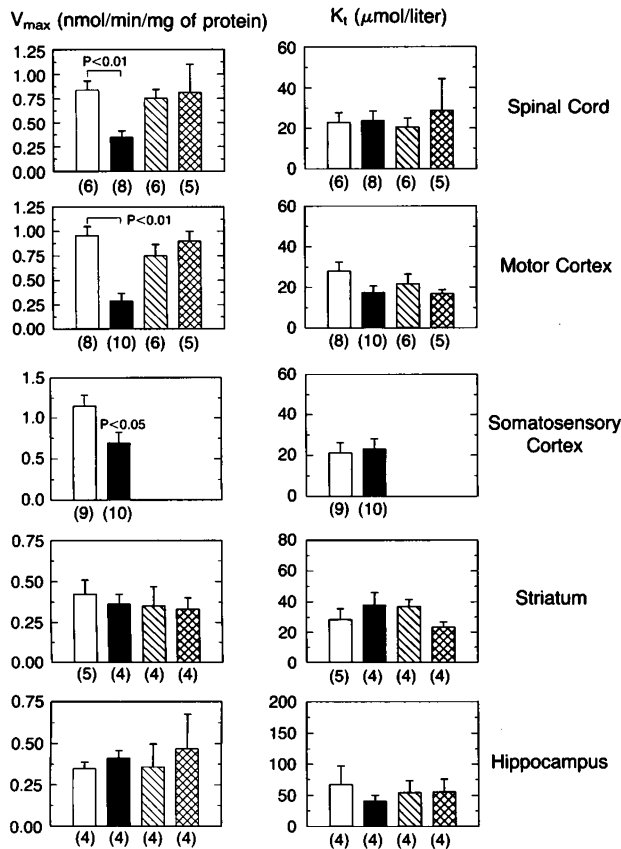 Vmax (nmol/min/mg of protein)
Kt (μmol/liter)
1.25
1.00
0.75
0.50
0.25
0.00
P<0.01
(6) (8) (6) (5)
60
40
20
0
(6) (8) (6) (5)
Spinal Cord
1.25
1.00
0.75
0.50
0.25
0.00
P<0.01
(8) (10) (6) (5)
60
40
20
0
(8) (10) (6) (5)
Motor Cortex
1.5
1.0
0.5
0.0
P<0.05
(9) (10)
60
40
20
0
(9) (10)
Somatosensory
Cortex
0.75
0.50
0.25
0.00
(5) (4) (4) (4)
80
60
40
20
0
(5) (4) (4) (4)
Striatum
0.75
0.50
0.25
0.00
(4) (4) (4) (4)
200
150
100
50
0
(4) (4) (4) (4)
Hippocampus